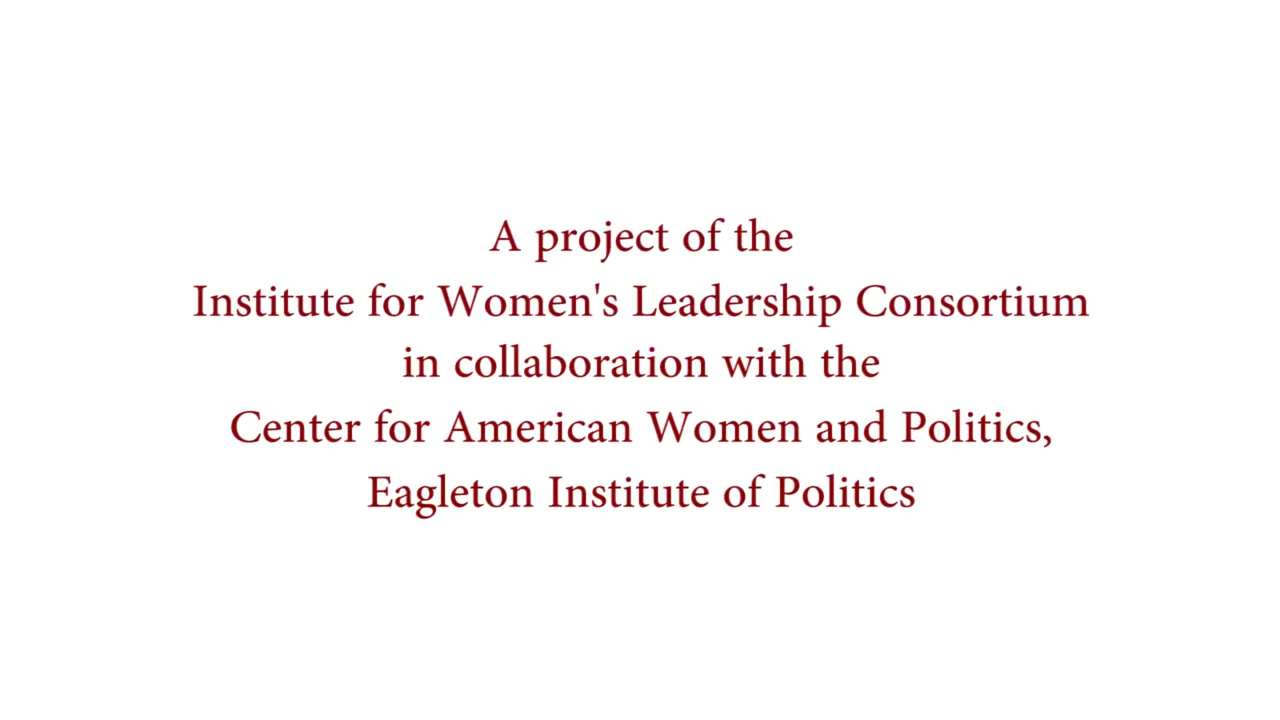 A project of the
Institute for Women's Leadership Consortium
in collaboration with the
Center for American Women and Politics,
Eagleton Institute of Politics